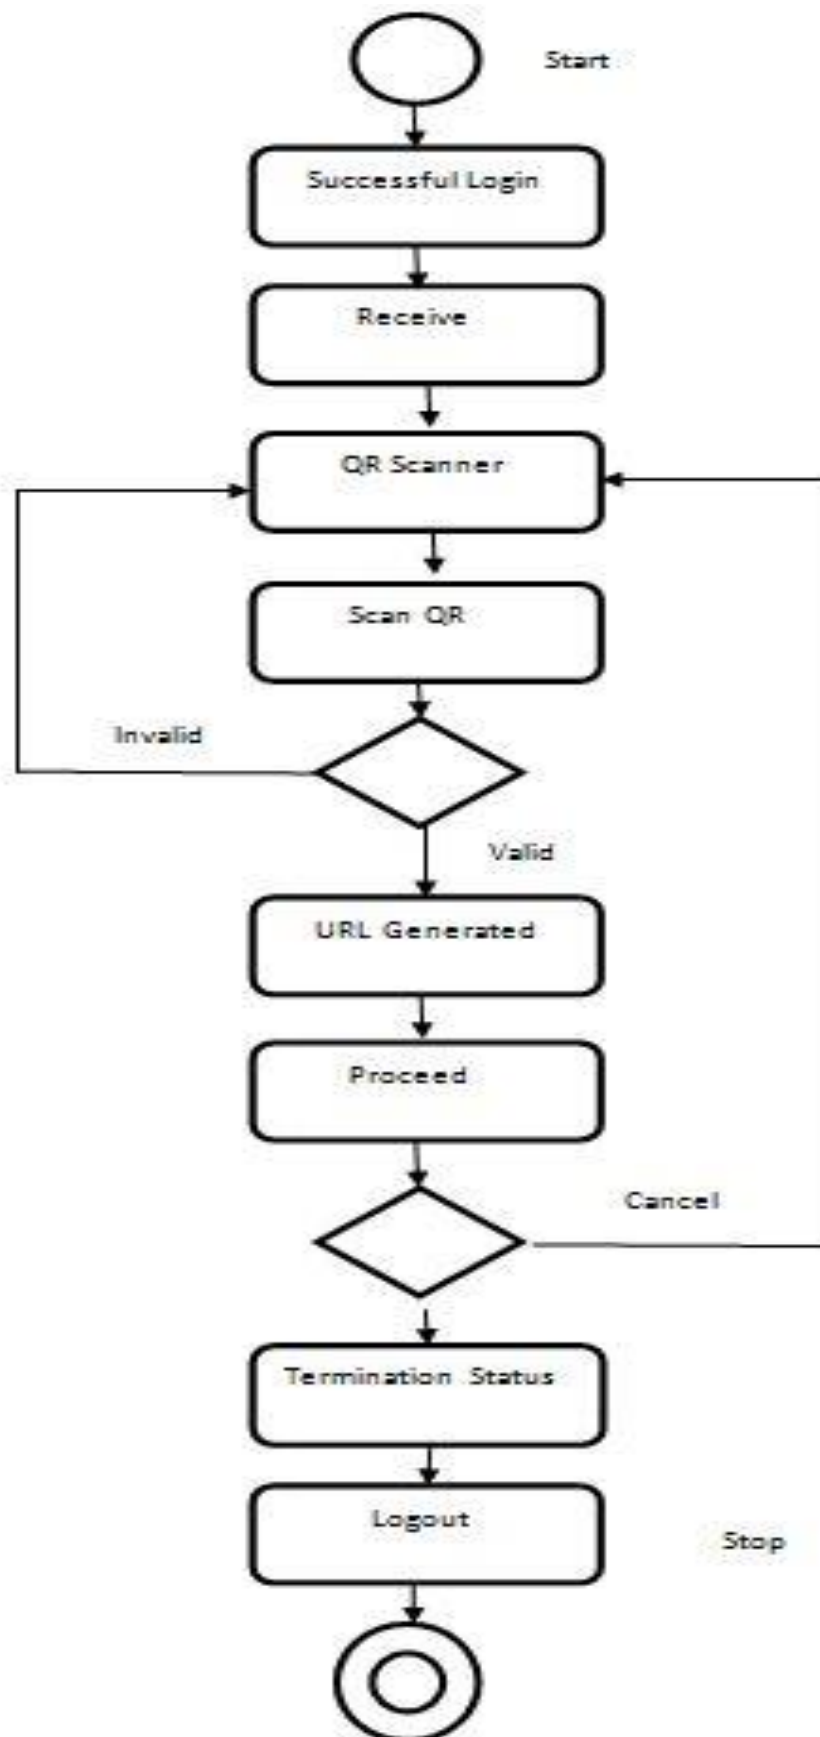 Start
Successful Login
Receive
QR Scanner
Scan QR
Invalid
Valid
URL Generated
Proceed
Cancel
Termination Status
Logout
Stop